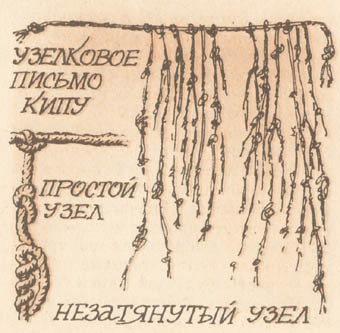 УЗЕЛКОВОЕ
ПИСЬМО
КИПУ
ПРОСТОЙ
УЗЕЛ
НЕЗАТЯНУТЫЙ УЗЕЛ